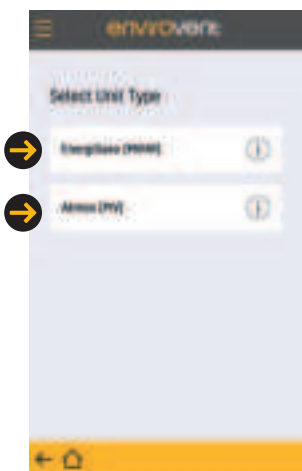 envirovent
Select Unit Type
energiSava [MVHR]
Atmos [PIV]